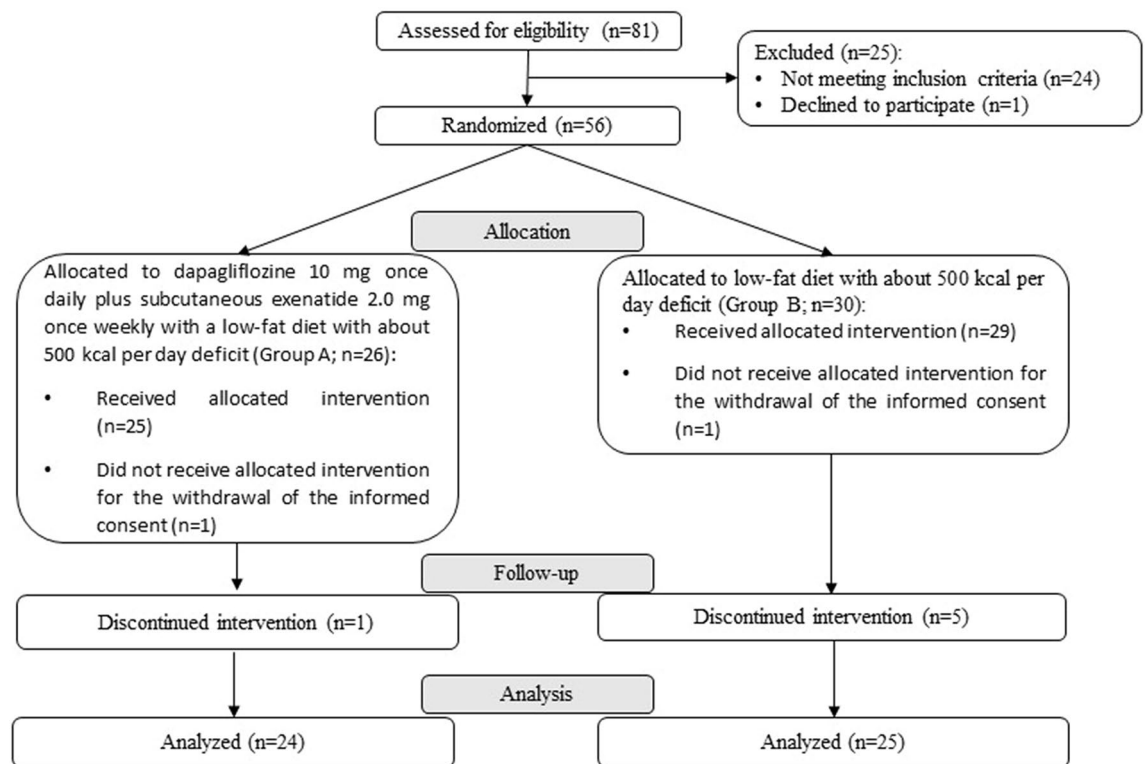 Assessed for eligibility (n=81)
Excluded (n=25):
• Not meeting inclusion criteria (n=24)
• Declined to participate (n=1)
Randomized (n=56)
Allocation
Allocated to dapagliflozine 10 mg once
daily plus subcutaneous exenatide 2.0 mg
once weekly with a low-fat diet with about
500 kcal per day deficit (Group A; n=26):
• Received allocated intervention
(n=25)
• Did not receive allocated intervention
for the withdrawal of the informed
consent (n=1)
Allocated to low-fat diet with about 500 kcal per
day deficit (Group B; n=30):
• Received allocated intervention (n=29)
• Did not receive allocated intervention for
the withdrawal of the informed consent
(n=1)
Follow-up
Discontinued intervention (n=1)
Discontinued intervention (n=5)
Analysis
Analyzed (n=24)
Analyzed (n=25)